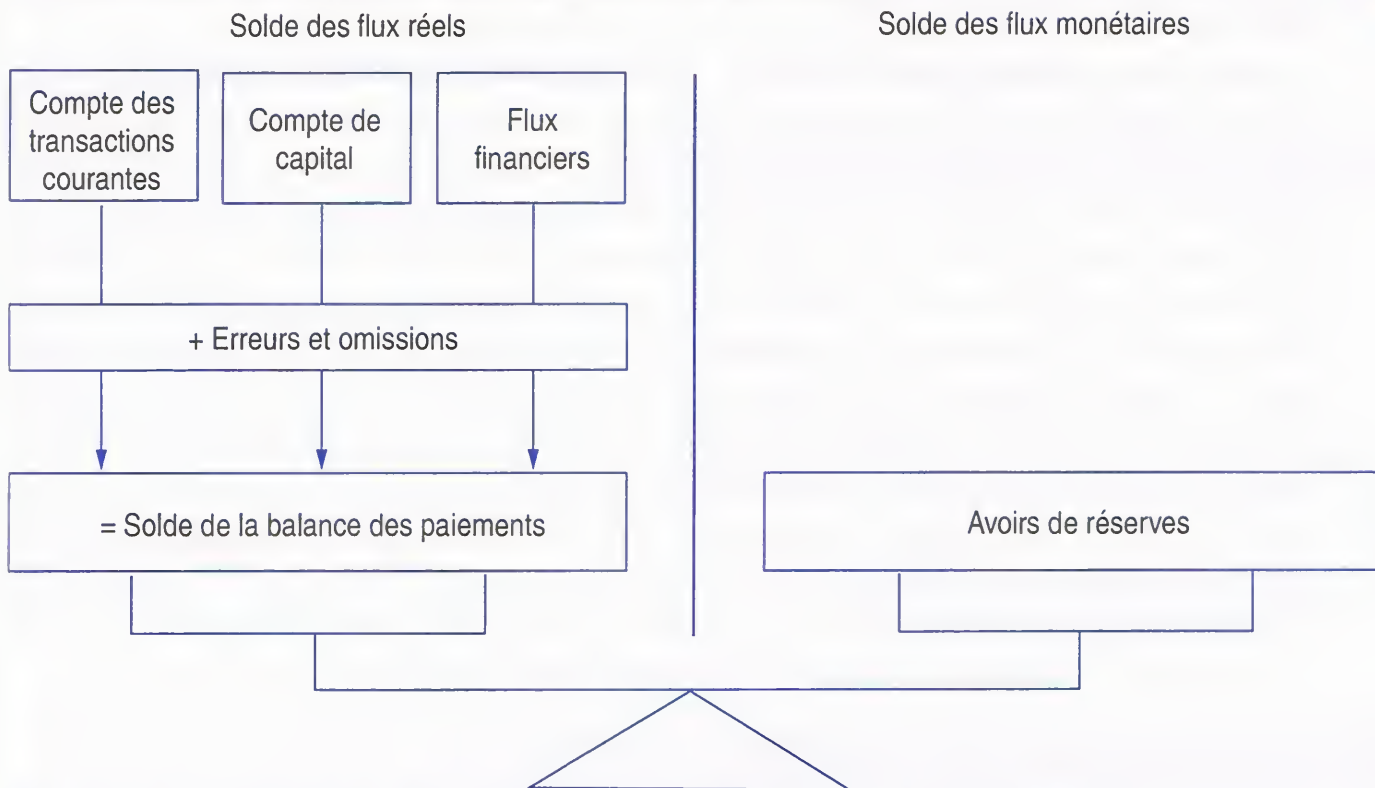 Solde des flux réels
Solde des flux monétaires
Compte des
transactions
courantes
Compte de
capital
Flux
financiers
+ Erreurs et omissions
= Solde de la balance des paiements
Avoirs de réserves